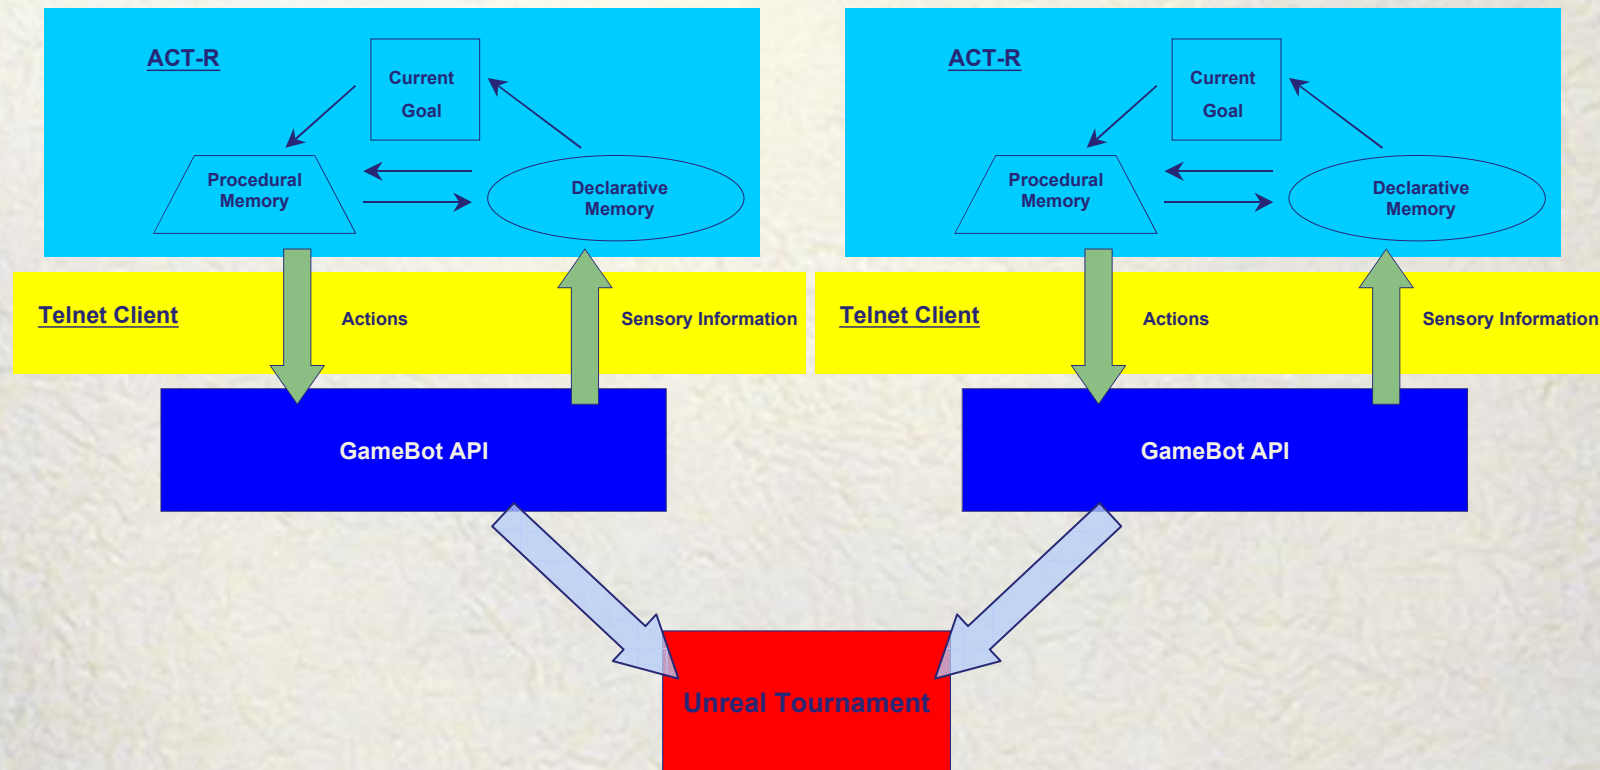 ACT-R
Current
Goal
Procedural
Memory
Declarative
Memory
Telnet Client
Actions
Sensory Information
GameBot API
ACT-R
Current
Goal
Procedural
Memory
Declarative
Memory
Telnet Client
Actions
Sensory Information
GameBot API
Unreal Tournament